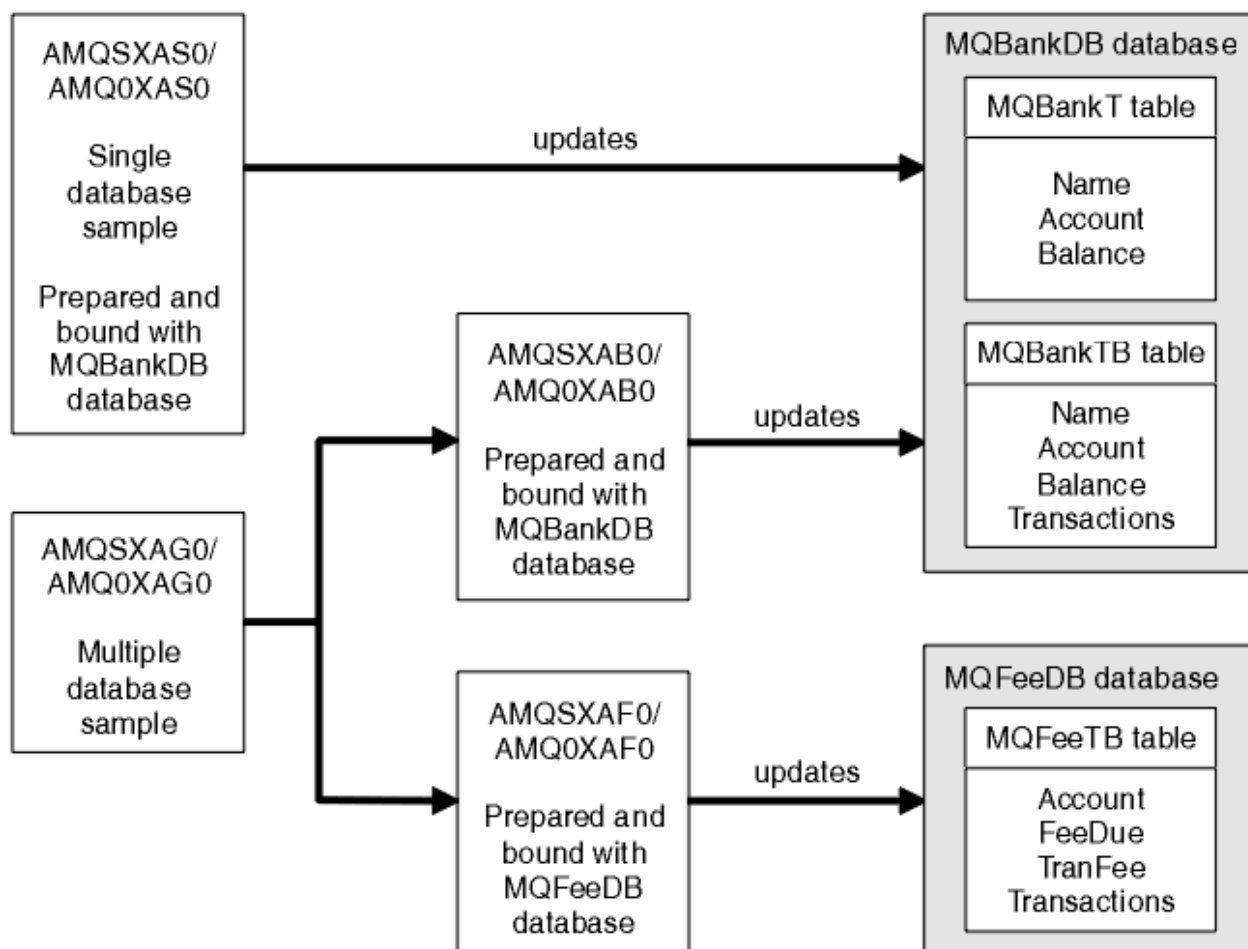 AMQSXAS0/
AMQ0XAS0
Single
database
sample
Prepared and
bound with
MQBankDB
database
updates
MQBankDB database
MQBankT table
Name
Account
Balance
MQBankTB table
Name
Account
Balance
Transactions
AMQSXAG0/
AMQ0XAG0
Multiple
database
sample
AMQSXAB0/
AMQ0XAB0
Prepared and
bound with
MQBankDB
database
updates
AMQSXAF0/
AMQ0XAF0
Prepared and
bound with
MQFeeDB
database
updates
MQFeeDB database
MQFeeTB table
Account
FeeDue
TranFee
Transactions